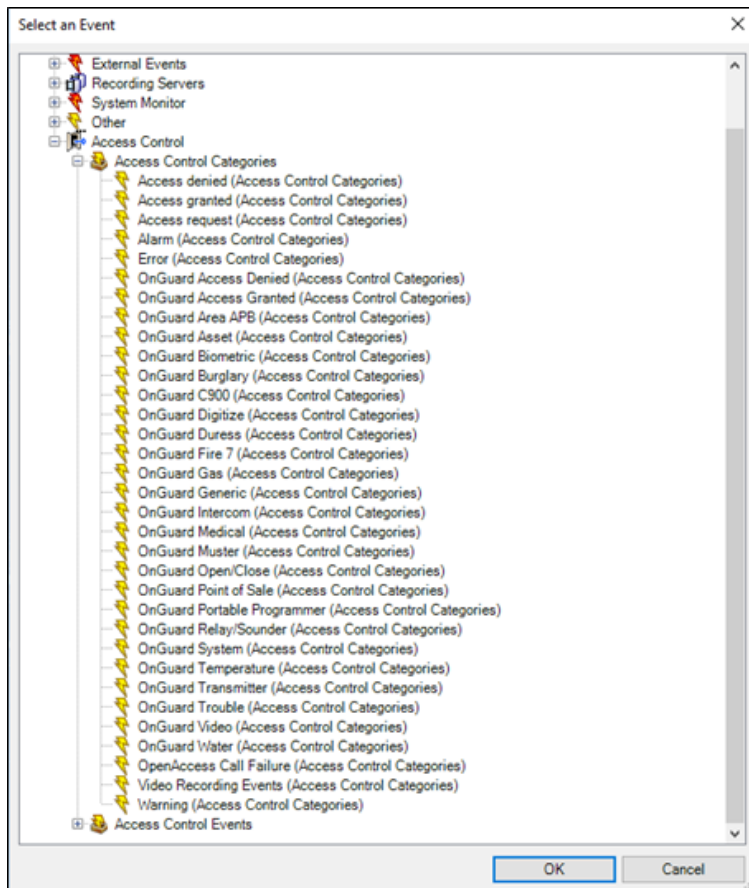 Select an Event
External Events
Recording Servers
System Monitor
Other
Access Control
Access Control Categories
Access denied (Access Control Categories)
Access granted (Access Control Categories)
Access request (Access Control Categories)
Alarm (Access Control Categories)
Error (Access Control Categories)
OnGuard Access Denied (Access Control Categories)
OnGuard Access Granted (Access Control Categories)
OnGuard Area APB (Access Control Categories)
OnGuard Asset (Access Control Categories)
OnGuard Biometric (Access Control Categories)
OnGuard Burglary (Access Control Categories)
OnGuard C900 (Access Control Categories)
OnGuard Digitize (Access Control Categories)
OnGuard Duress (Access Control Categories)
OnGuard Fire 7 (Access Control Categories)
OnGuard Gas (Access Control Categories)
OnGuard Generic (Access Control Categories)
OnGuard Intercom (Access Control Categories)
OnGuard Medical (Access Control Categories)
OnGuard Muster (Access Control Categories)
OnGuard Open/Close (Access Control Categories)
OnGuard Point of Sale (Access Control Categories)
OnGuard Portable Programmer (Access Control Categories)
OnGuard Relay/Sounder (Access Control Categories)
OnGuard System (Access Control Categories)
OnGuard Temperature (Access Control Categories)
OnGuard Transmitter (Access Control Categories)
OnGuard Trouble (Access Control Categories)
OnGuard Video (Access Control Categories)
OnGuard Water (Access Control Categories)
OpenAccess Call Failure (Access Control Categories)
Video Recording Events (Access Control Categories)
Warning (Access Control Categories)
Access Control Events
OK Cancel